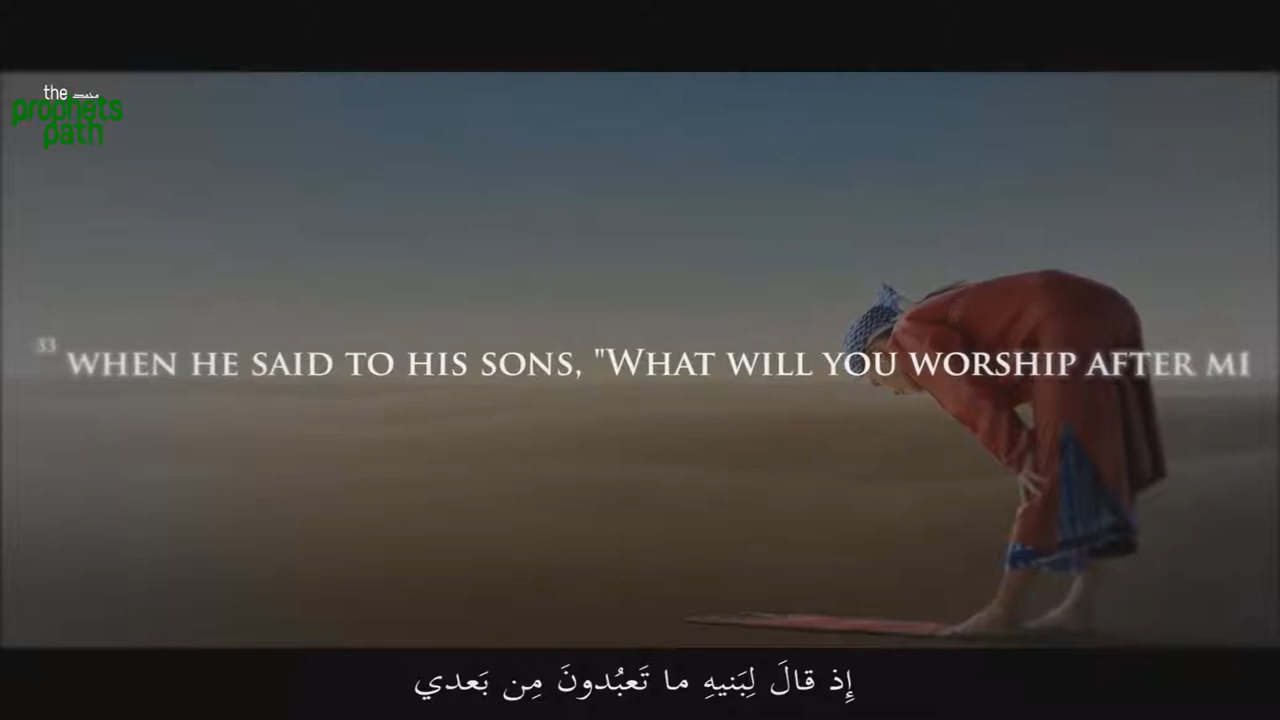 the
prophets
path
33 WHEN HE SAID TO HIS SONS, "WHAT WILL YOU WORSHIP AFTER M
إِذ قالَ لِبَنيهِ ما تَعبُدونَ مِن بَعدي